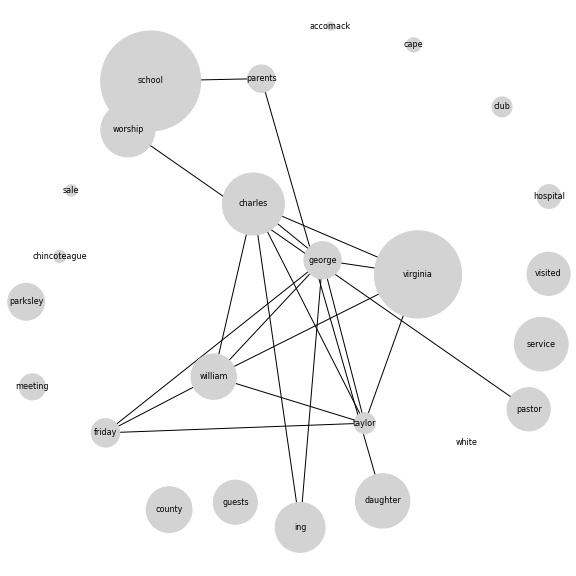 accomack
cape
school
parents
club
worship
sale
hospital
charles
chincoteague
george
virginia
visited
parksley
service
william
meeting
pastor
taylor
friday
white
daughter
guests
county
ing